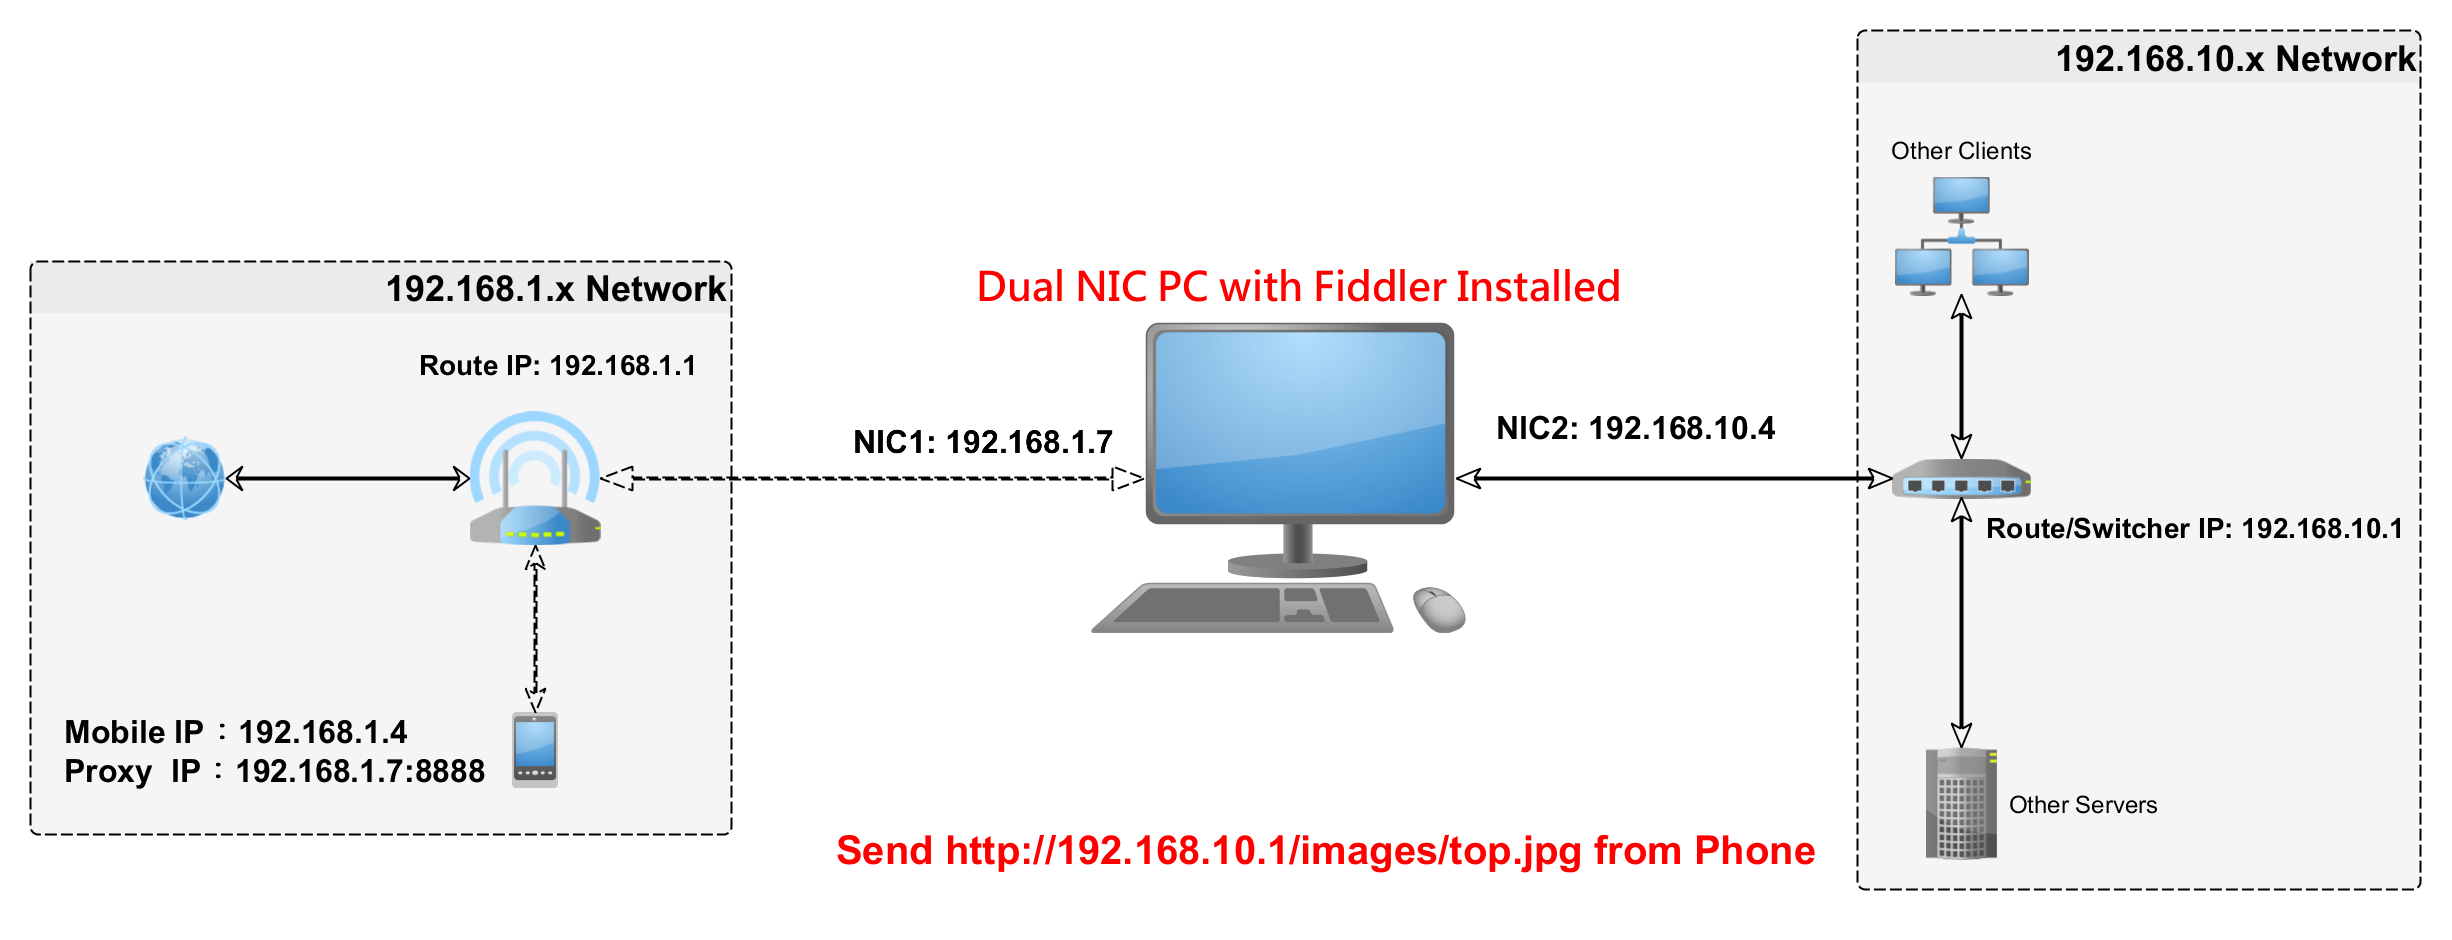 192.168.10.x Network
Other Clients
192.168.1.x Network
Dual NIC PC with Fiddler Installed
Route IP: 192.168.1.1
NIC1: 192.168.1.7
NIC2: 192.168.10.4
Route/Switcher IP: 192.168.10.1
Mobile IP：192.168.1.4
Proxy IP：192.168.1.7:8888
Other Servers
Send http://192.168.10.1/images/top.jpg from Phone